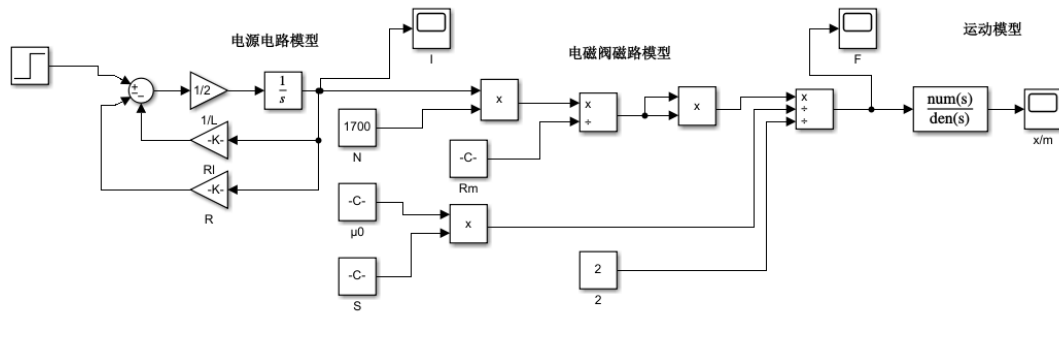 电源电路模型
电磁阀磁路模型
运动模型
I
F
+
−
−
1/2
1
s
1/L
-K-
RI
-K-
R
x
1700
N
-C-
Rm
x
÷
x
x
÷
÷
num(s)
den(s)
x/m
-C-
μ0
x
-C-
S
2
2